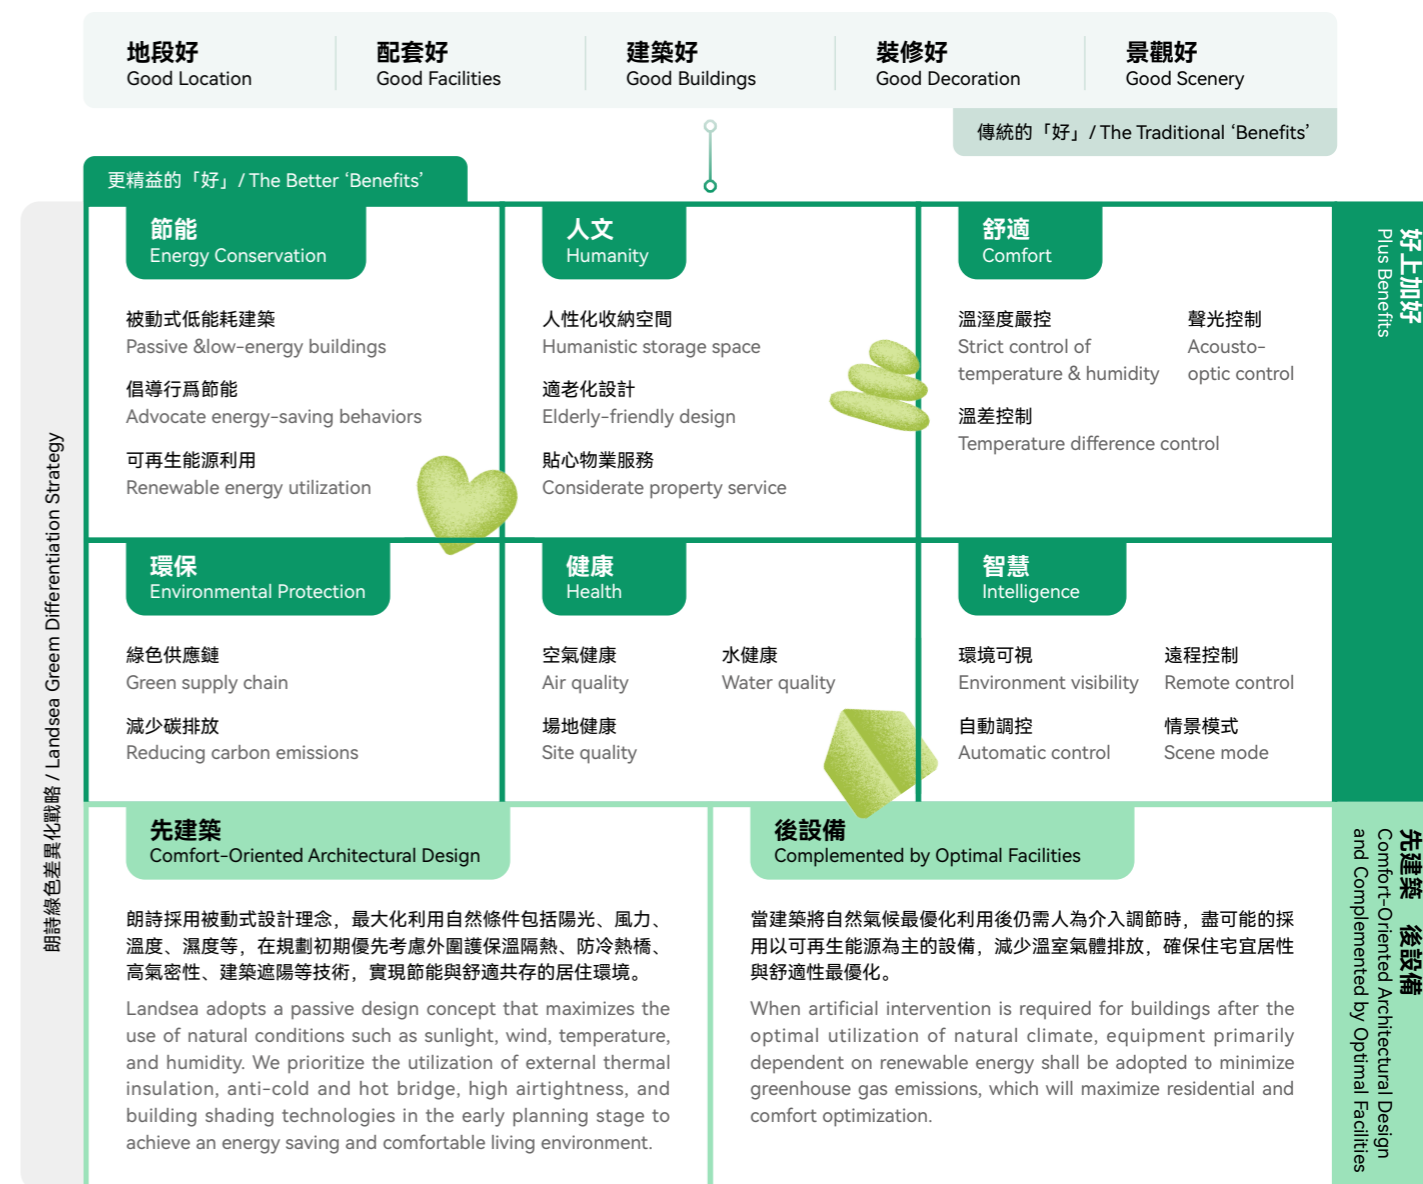 地段好
Good Location
配套好
Good Facilities
建築好
Good Buildings
裝修好
Good Decoration
景觀好
Good Scenery
傳統的「好」/ The Traditional ‘Benefits’
更精益的「好」/ The Better ‘Benefits’
朗詩綠色差異化戰略 / Landsea Greem Differentiation Strategy
節能
Energy Conservation
被動式低能耗建築
Passive &low-energy buildings
倡導行爲節能
Advocate energy-saving behaviors
可再生能源利用
Renewable energy utilization
人文
Humanity
人性化收納空間
Humanistic storage space
適老化設計
Elderly-friendly design
貼心物業服務
Considerate property service
舒適
Comfort
溫溼度嚴控
Strict control of
temperature & humidity
聲光控制
Acousto-
optic control
溫差控制
Temperature difference control
好上加好
Plus Benefits
環保
Environmental Protection
綠色供應鏈
Green supply chain
減少碳排放
Reducing carbon emissions
健康
Health
空氣健康
Air quality
水健康
Water quality
場地健康
Site quality
智慧
Intelligence
環境可視
Environment visibility
遠程控制
Remote control
自動調控
Automatic control
情景模式
Scene mode
先建築
Comfort-Oriented Architectural Design
朗詩採用被動式設計理念，最大化利用自然條件包括陽光、風力、
溫度、濕度等，在規劃初期優先考慮外圍護保溫隔熱、防冷熱橋、
高氣密性、建築遮陽等技術，實現節能與舒適共存的居住環境。
Landsea adopts a passive design concept that maximizes the
use of natural conditions such as sunlight, wind, temperature,
and humidity. We prioritize the utilization of external thermal
insulation, anti-cold and hot bridge, high airtightness, and
building shading technologies in the early planning stage to
achieve an energy saving and comfortable living environment.
後設備
Complemented by Optimal Facilities
當建築將自然氣候最優化利用後仍需人為介入調節時，盡可能的採
用以可再生能源為主的設備，減少溫室氣體排放，確保住宅宜居性
與舒適性最優化。
When artificial intervention is required for buildings after the
optimal utilization of natural climate, equipment primarily
dependent on renewable energy shall be adopted to minimize
greenhouse gas emissions, which will maximize residential and
comfort optimization.
先建築 後設備
Comfort-Oriented Architectural Design
and Complemented by Optimal Facilities